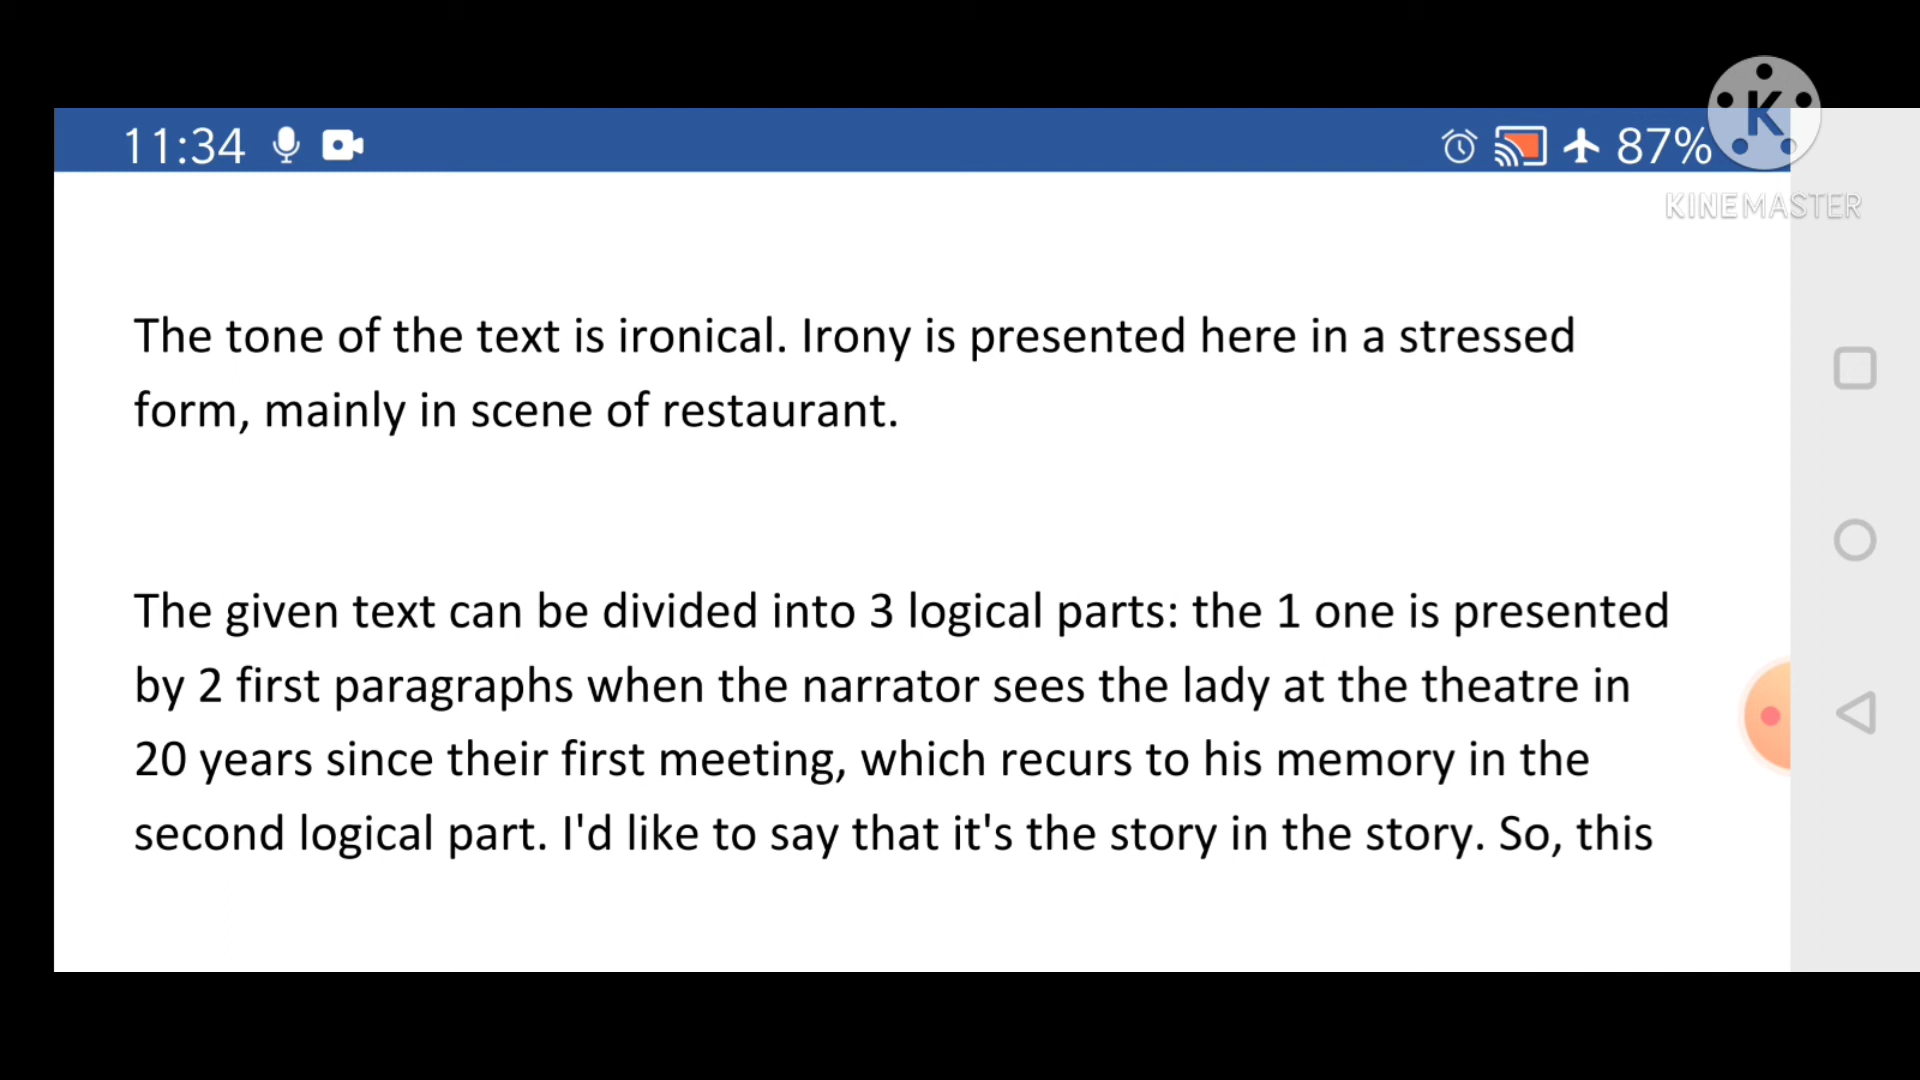 11:34 87%
K
KINEMASTER
The tone of the text is ironical. Irony is presented here in a stressed
form, mainly in scene of restaurant.
The given text can be divided into 3 logical parts: the 1 one is presented
by 2 first paragraphs when the narrator sees the lady at the theatre in
20 years since their first meeting, which recurs to his memory in the
second logical part. I'd like to say that it's the story in the story. So, this